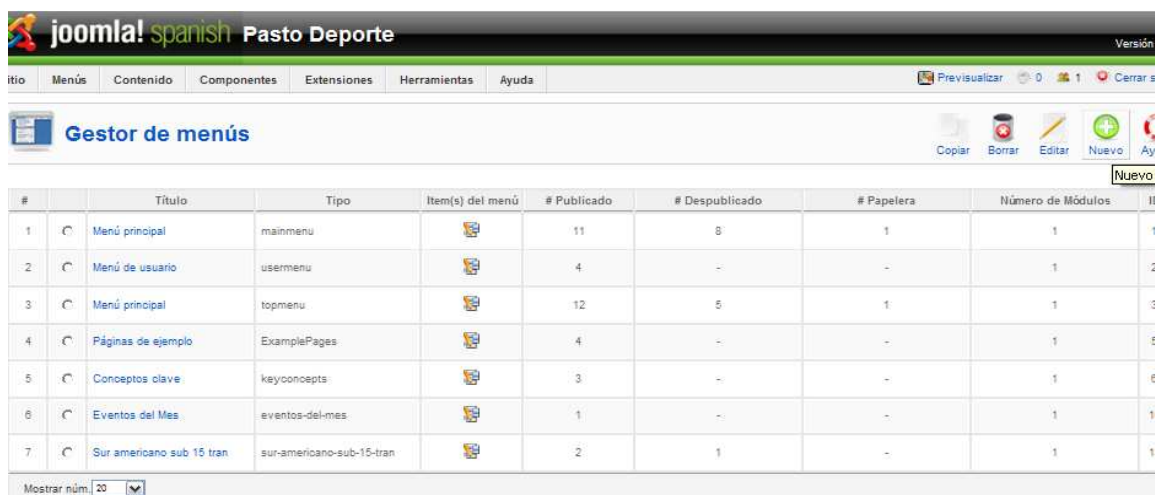 joomla! spanish Pasto Deporte
Versión
itio Menús Contenido Componentes Extensiones Herramientas Ayuda Previsualizar 0 1 Cerrar s
Gestor de menús
Copiar Borrar Editar Nuevo Ay
Nuevo
# Título Tipo Item(s) del menú # Publicado # Despublicado # Papelera Número de Módulos
1 Menú principal mainmenu 11 8 1 1
2 Menú de usuario usermenu 4 - - 1
3 Menú principal topmenu 12 5 1 1
4 Páginas de ejemplo ExamplePages 4 - - 1
5 Conceptos clave keyconcepts 3 - - 1
6 Eventos del Mes eventos-del-mes 1 - - 1
7 Sur americano sub 15 tran sur-americano-sub-15-tran 2 1 - 1
Mostrar núm. 20